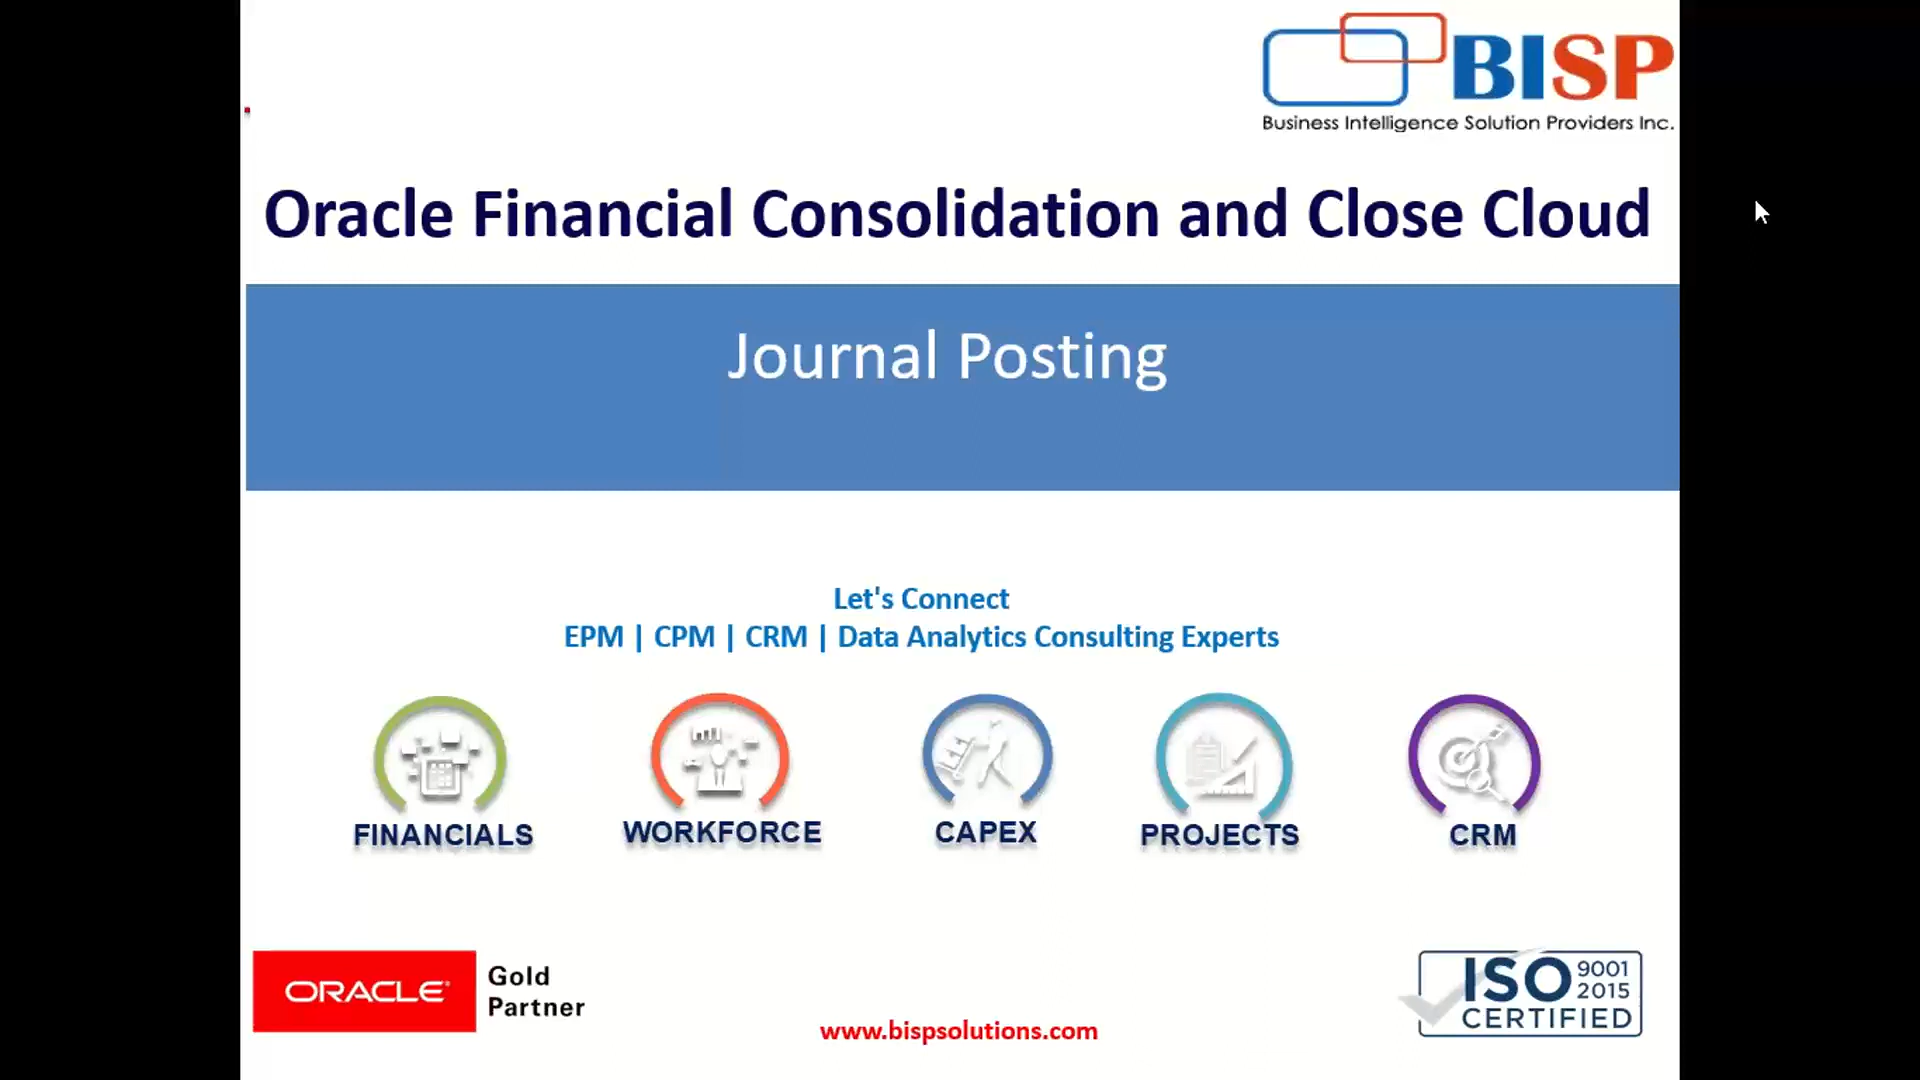 BISP
Business Intelligence Solution Providers Inc.
Oracle Financial Consolidation and Close Cloud
Journal Posting
Let's Connect
EPM | CPM | CRM | Data Analytics Consulting Experts
FINANCIALS
WORKFORCE
CAPEX
PROJECTS
CRM
ORACLE®
Gold
Partner
www.bispsolutions.com
ISO 9001
2015
CERTIFIED